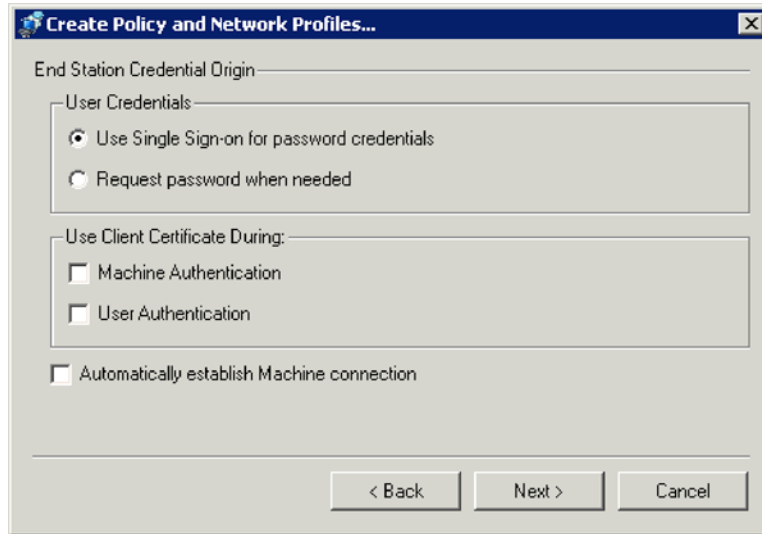 Create Policy and Network Profiles...
End Station Credential Origin
User Credentials
Use Single Sign-on for password credentials
Request password when needed
Use Client Certificate During:
Machine Authentication
User Authentication
Automatically establish Machine connection
< Back Next > Cancel